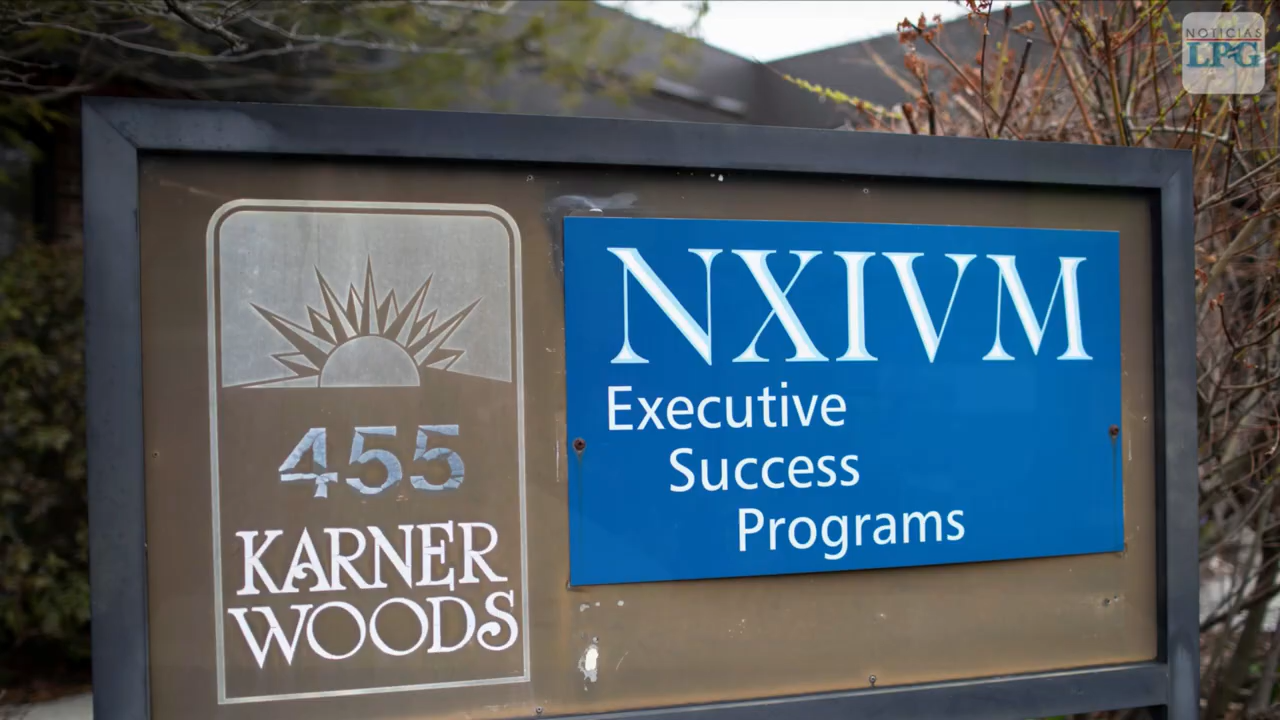 NOTICIAS
LPG
455
KARNER
WOODS
NXIVM
Executive
Success
Programs